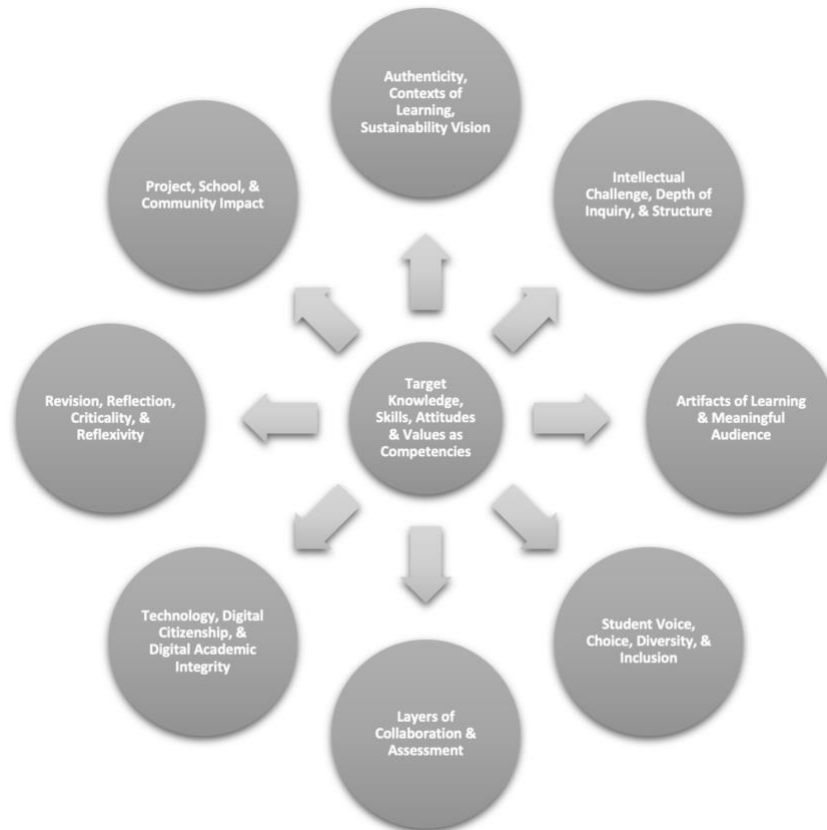 Authenticity,
Contexts of
Learning,
Sustainability Vision
Intellectual
Challenge, Depth of
Inquiry, & Structure
Artifacts of Learning
& Meaningful
Audience
Student Voice,
Choice, Diversity, &
Inclusion
Layers of
Collaboration &
Assessment
Technology, Digital
Citizenship, &
Digital Academic
Integrity
Revision, Reflection,
Criticality, &
Reflexivity
Project, School, &
Community Impact
Target
Knowledge,
Skills, Attitudes
& Values as
Competencies